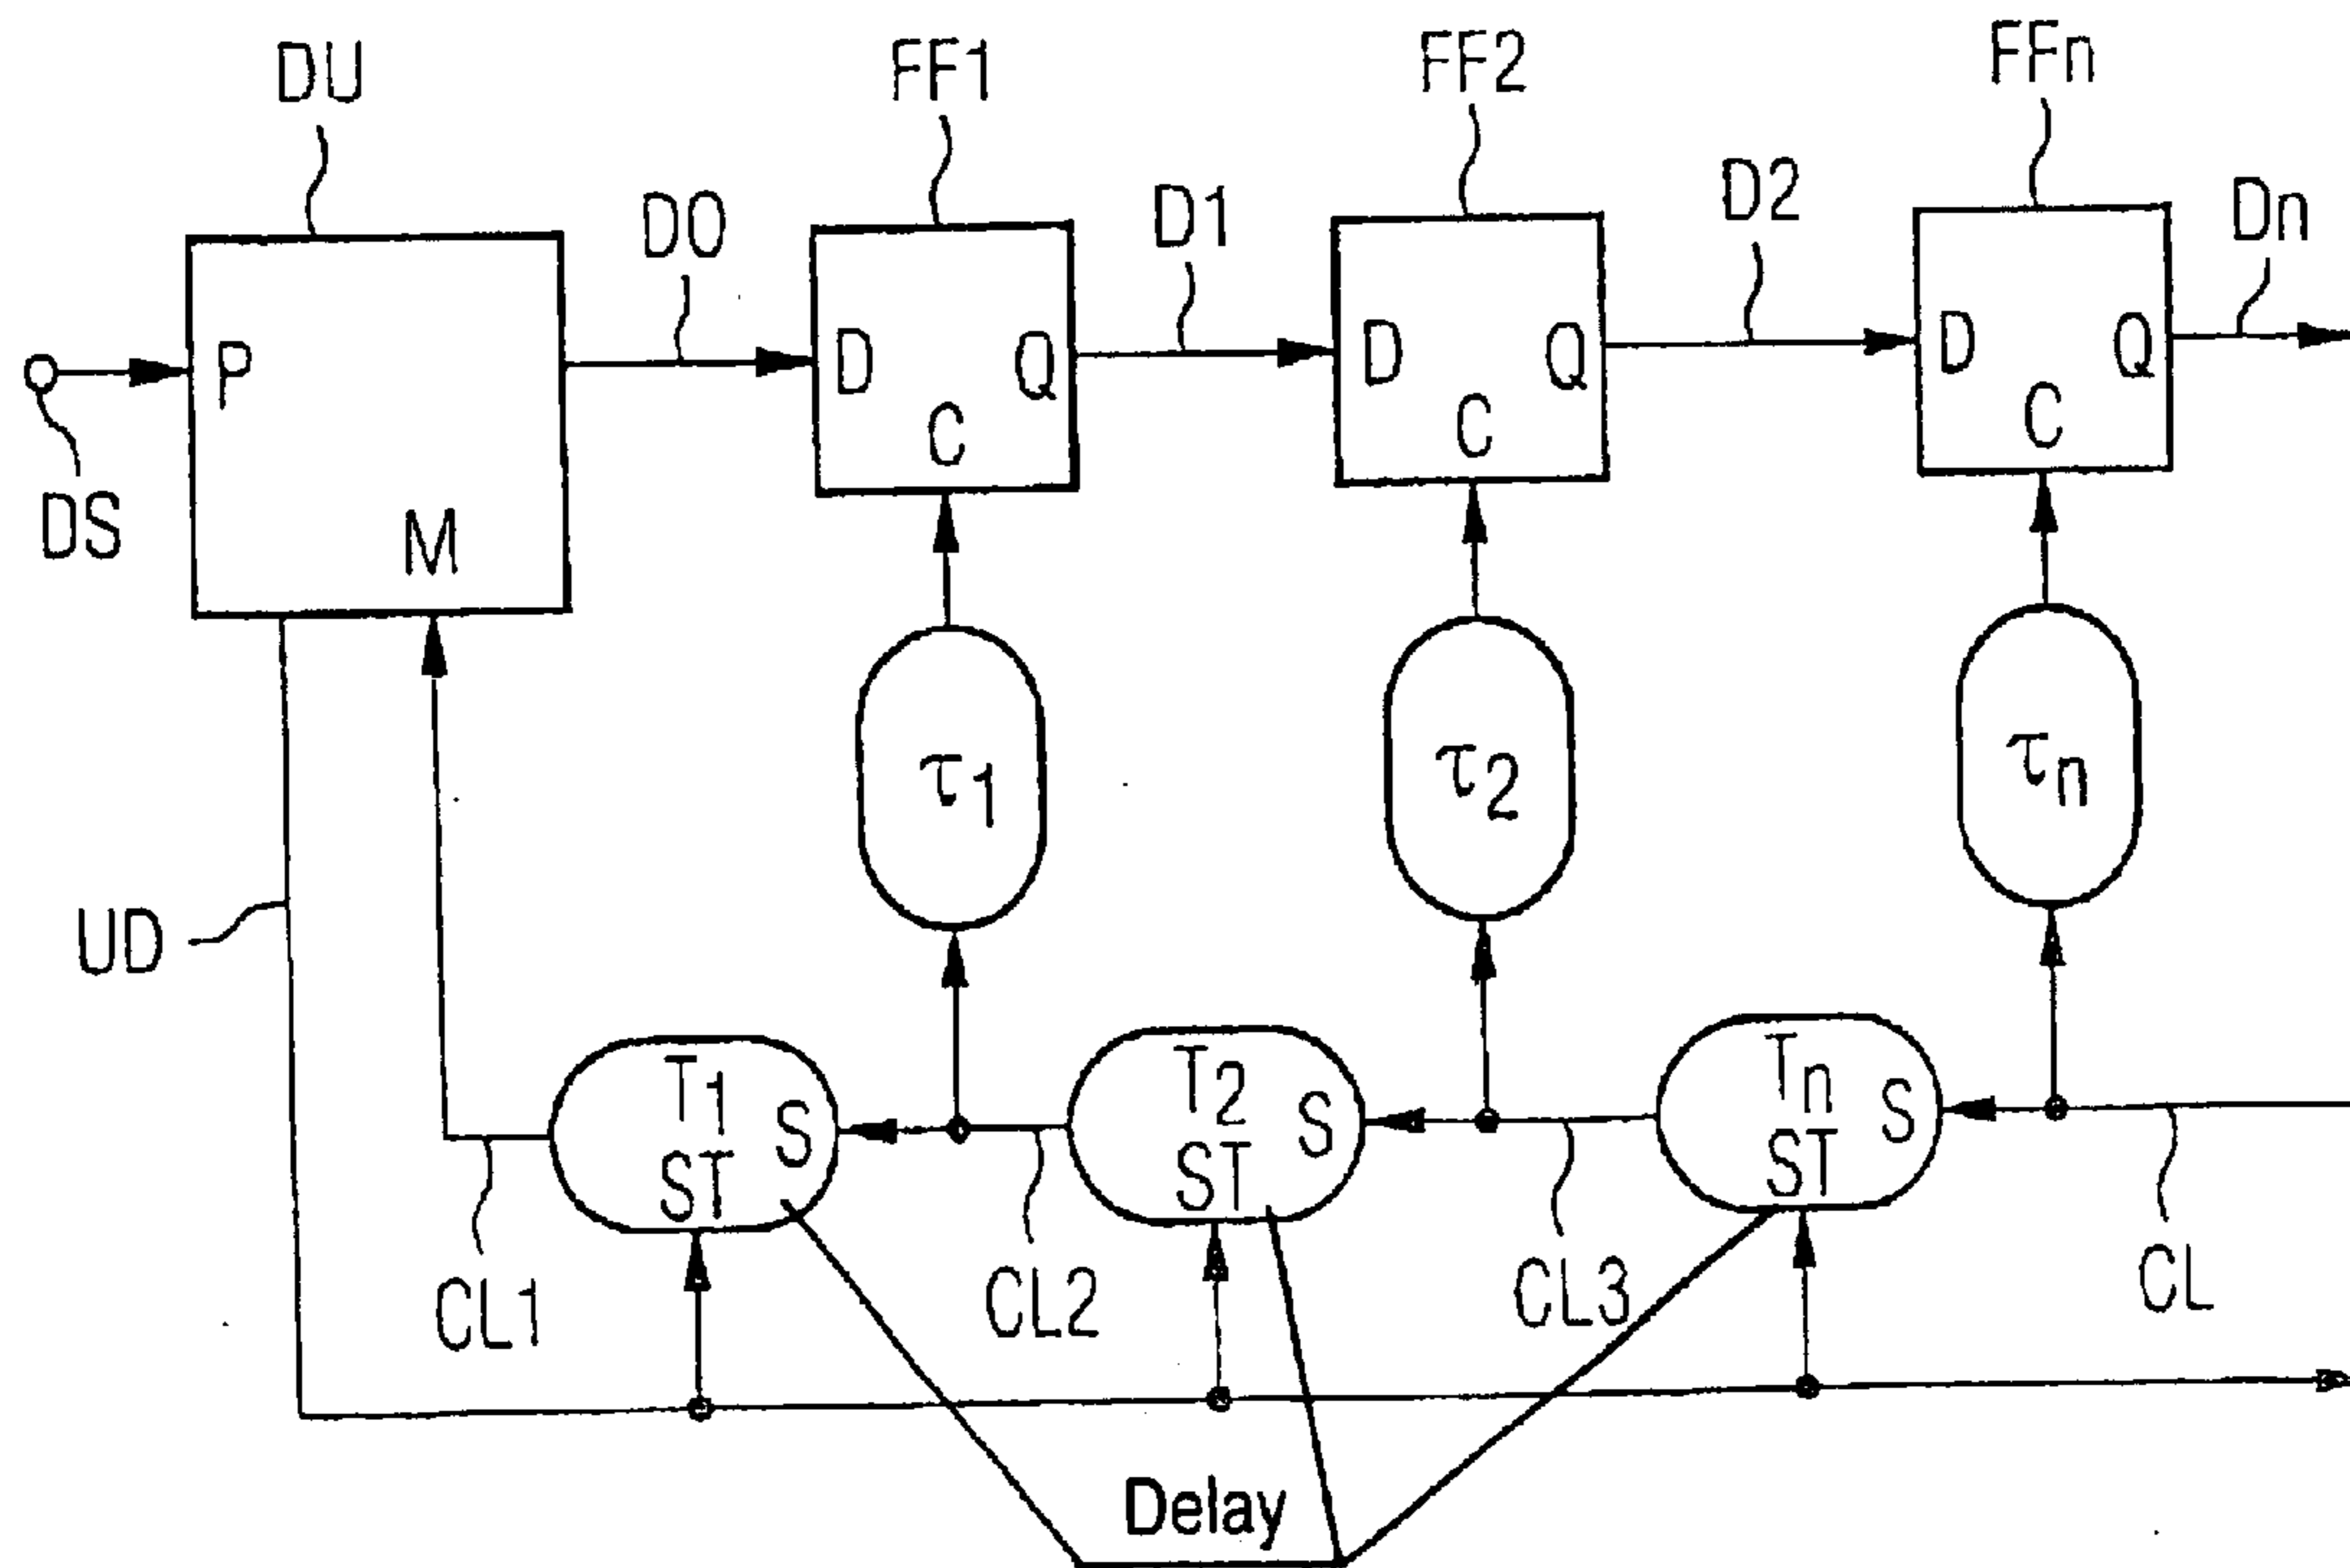 DU
FF1
FF2
FFn
D0
D1
D2
Dn
P
M
D
Q
C
D
Q
C
D
Q
C
DS
τ1
τ2
τn
UD
T1
S
ST
T2
S
ST
Tn
S
ST
CL1
CL2
CL3
CL
Delay